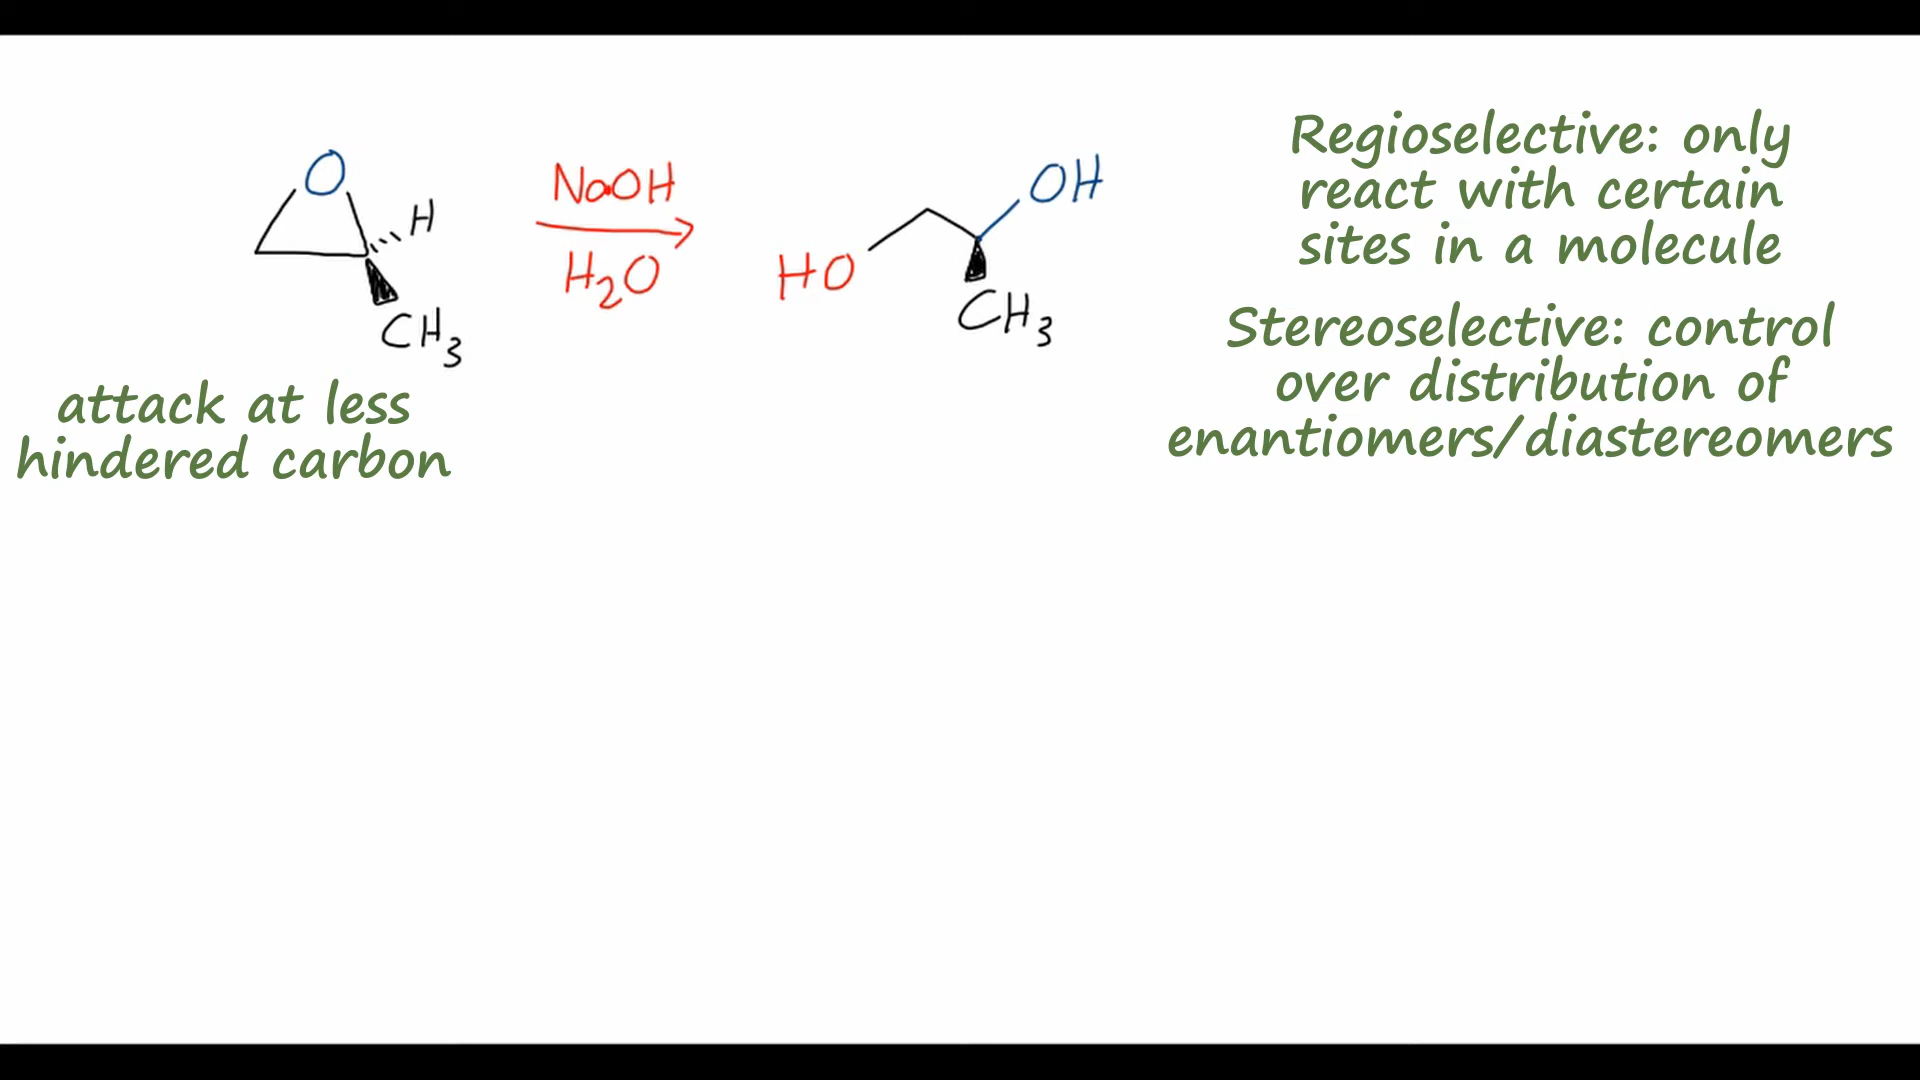 O
H
CH3
NaOH
H2O
HO
OH
CH3
attack at less
hindered carbon
Regioselective: only
react with certain
sites in a molecule
Stereoselective: control
over distribution of
enantiomers/diastereomers